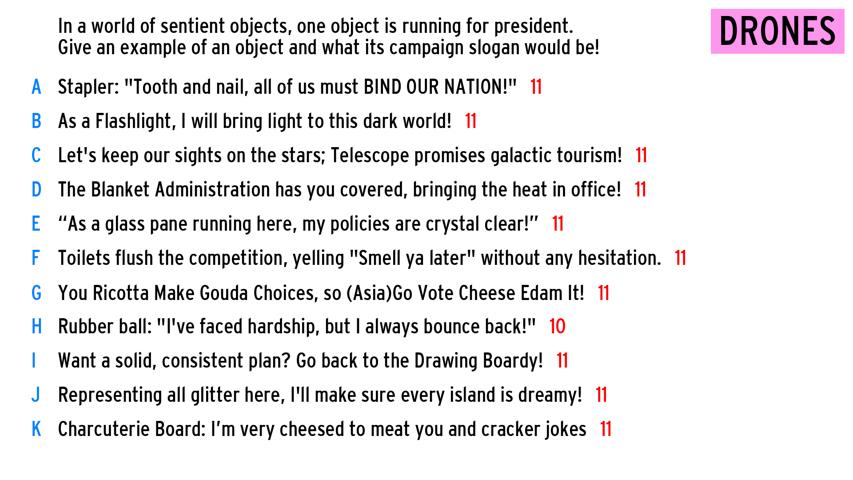 In a world of sentient objects, one object is running for president.
Give an example of an object and what its campaign slogan would be!
DRONES
A Stapler: "Tooth and nail, all of us must BIND OUR NATION!" 11
B As a Flashlight, I will bring light to this dark world! 11
C Let's keep our sights on the stars; Telescope promises galactic tourism! 11
D The Blanket Administration has you covered, bringing the heat in office! 11
E “As a glass pane running here, my policies are crystal clear!” 11
F Toilets flush the competition, yelling "Smell ya later" without any hesitation. 11
G You Ricotta Make Gouda Choices, so (Asia)Go Vote Cheese Edam It! 11
H Rubber ball: "I've faced hardship, but I always bounce back!" 10
I Want a solid, consistent plan? Go back to the Drawing Boardy! 11
J Representing all glitter here, I'll make sure every island is dreamy! 11
K Charcuterie Board: I’m very cheesed to meat you and cracker jokes 11